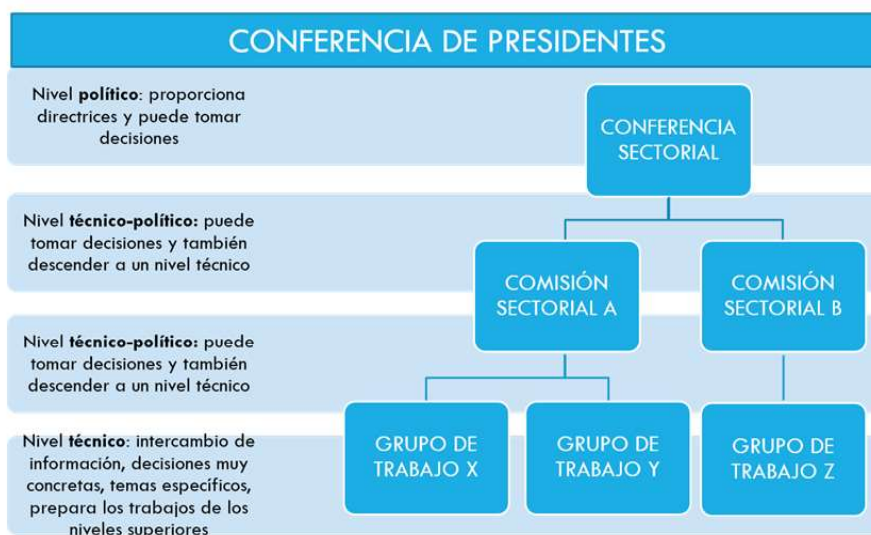 CONFERENCIA DE PRESIDENTES
Nivel político: proporciona
directrices y puede tomar
decisiones
CONFERENCIA
SECTORIAL
Nivel técnico-político: puede
tomar decisiones y también
descender a un nivel técnico
COMISIÓN
SECTORIAL A
COMISIÓN
SECTORIAL B
Nivel técnico-político: puede
tomar decisiones y también
descender a un nivel técnico
Nivel técnico: intercambio de
información, decisiones muy
concretas, temas específicos,
prepara los trabajos de los
niveles superiores
GRUPO DE
TRABAJO X
GRUPO DE
TRABAJO Y
GRUPO DE
TRABAJO Z